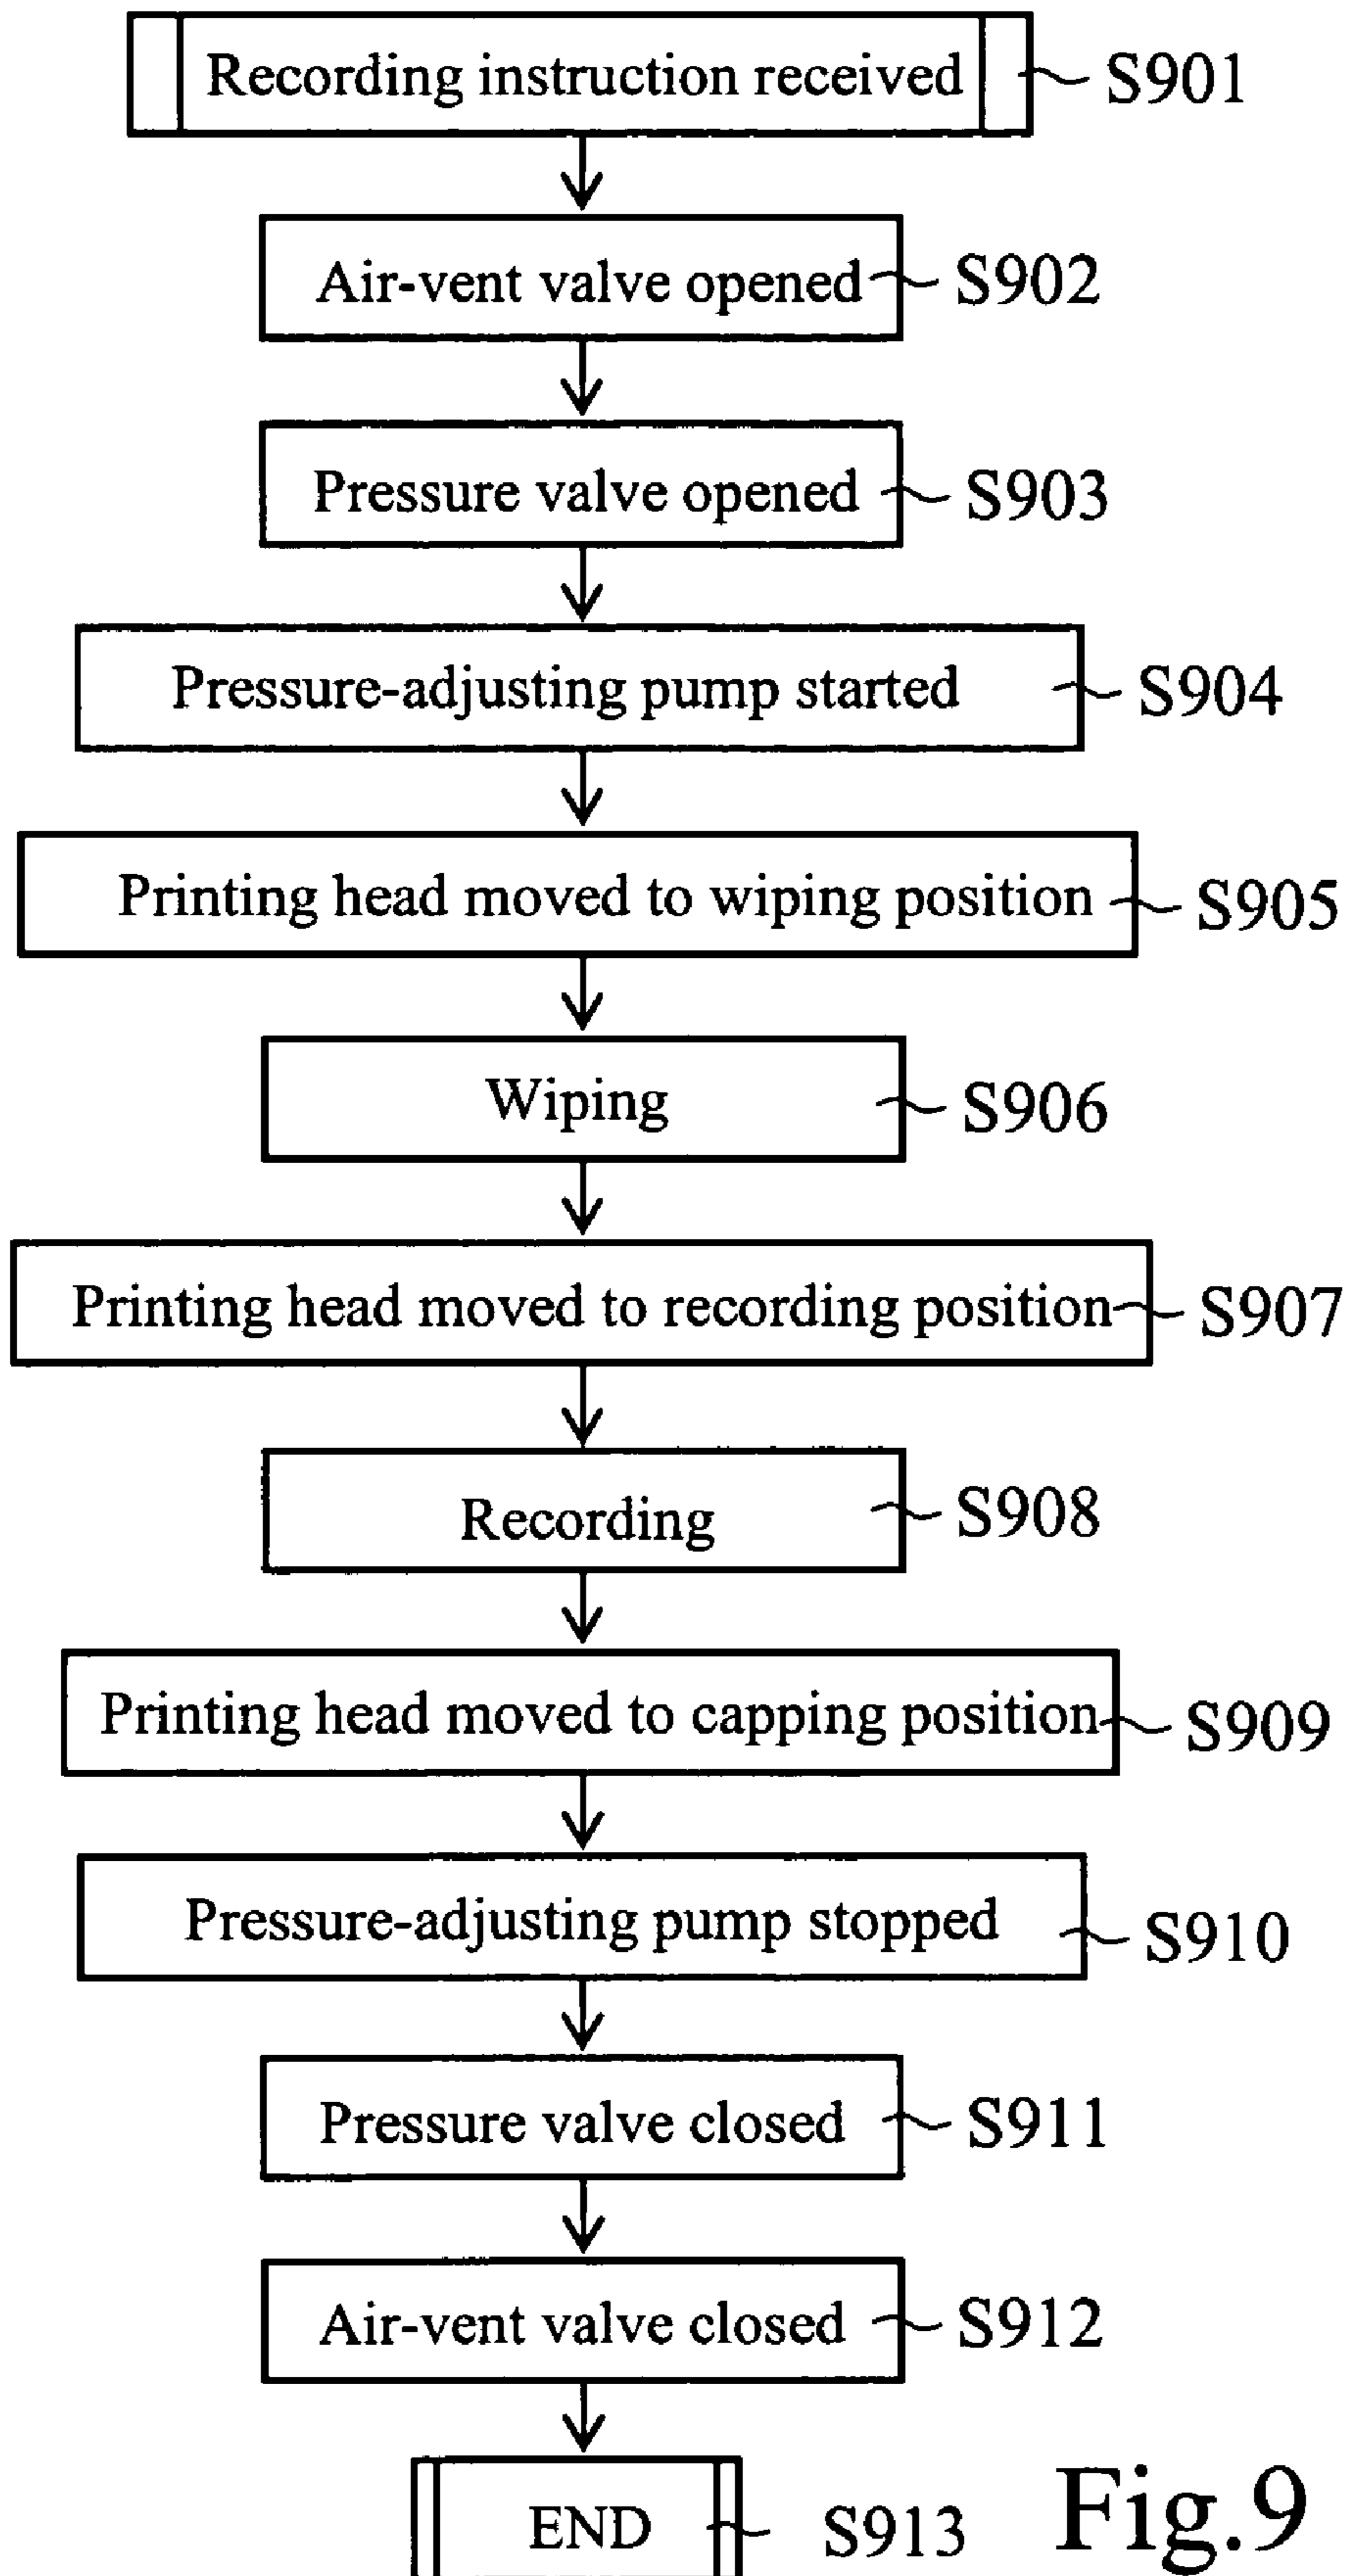 Recording instruction received S901
Air-vent valve opened S902
Pressure valve opened S903
Pressure-adjusting pump started S904
Printing head moved to wiping position S905
Wiping S906
Printing head moved to recording position S907
Recording S908
Printing head moved to capping position S909
Pressure-adjusting pump stopped S910
Pressure valve closed S911
Air-vent valve closed S912
END S913
Fig.9